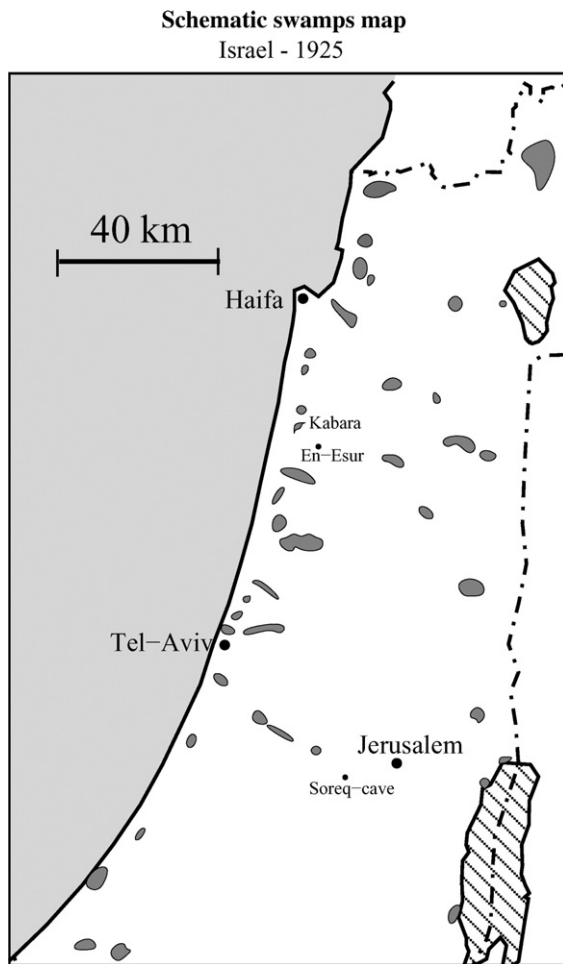 Schematic swamps map
Israel - 1925
40 km
Haifa
Kabara
En-Esur
Tel-Aviv
Jerusalem
Soreq-cave